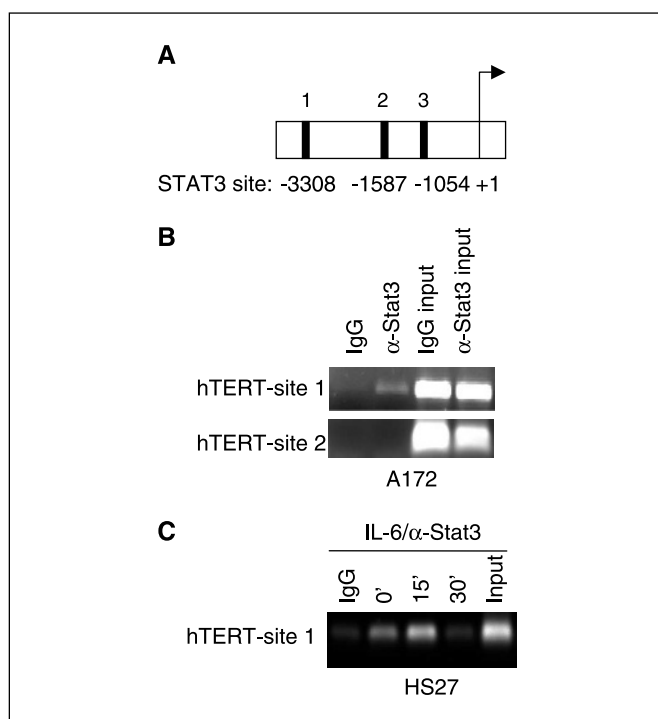 A
1 2 3
STAT3 site: -3308 -1587 -1054 +1
B
IgG
α-Stat3
IgG input
α-Stat3 input
hTERT-site 1
hTERT-site 2
A172
C
IL-6/α-Stat3
IgG
0'
15'
30'
Input
hTERT-site 1
HS27